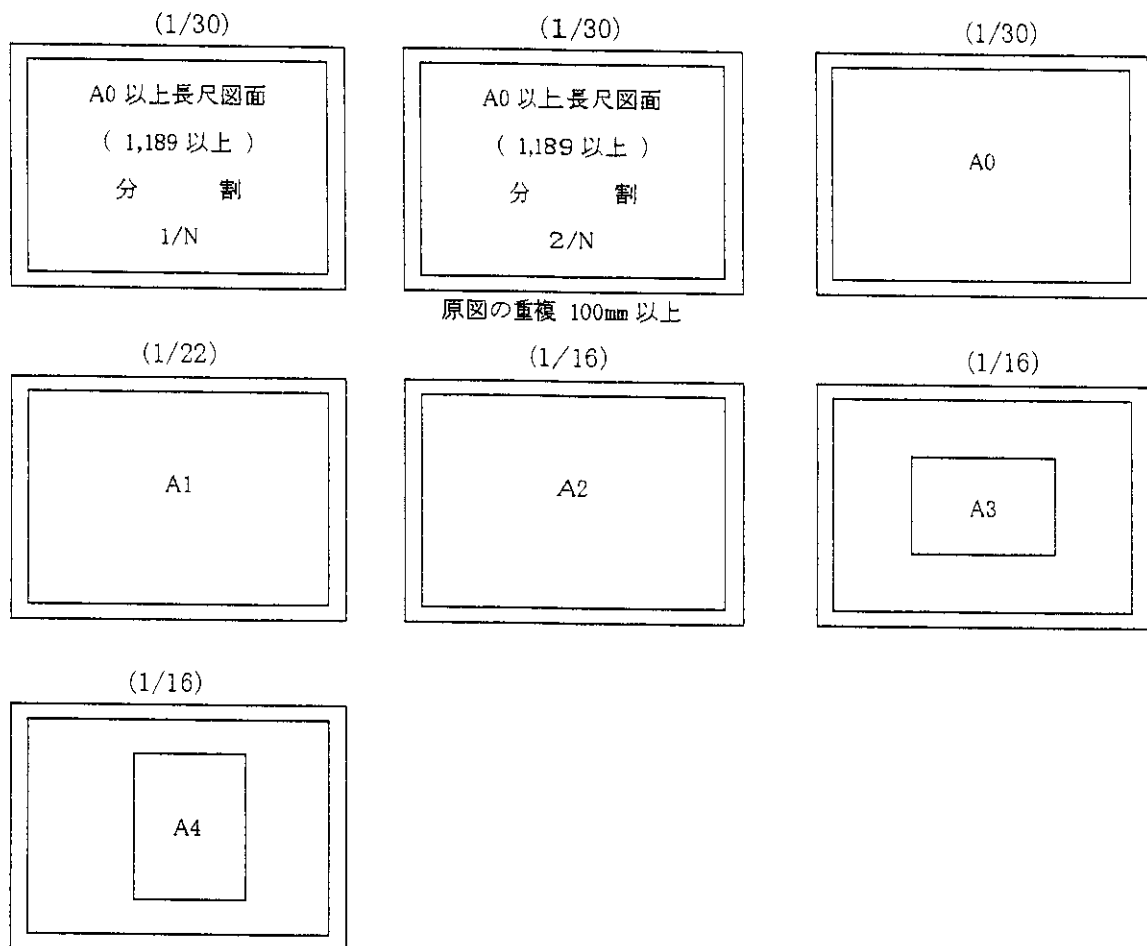 (1/30)
A0 以上長尺図面
( 1,189 以上 )
分 割
1/N
(1/30)
A0 以上長尺図面
( 1,189 以上 )
分 割
2/N
原図の重複 100mm 以上
(1/30)
A0
(1/22)
A1
(1/16)
A2
(1/16)
A3
(1/16)
A4